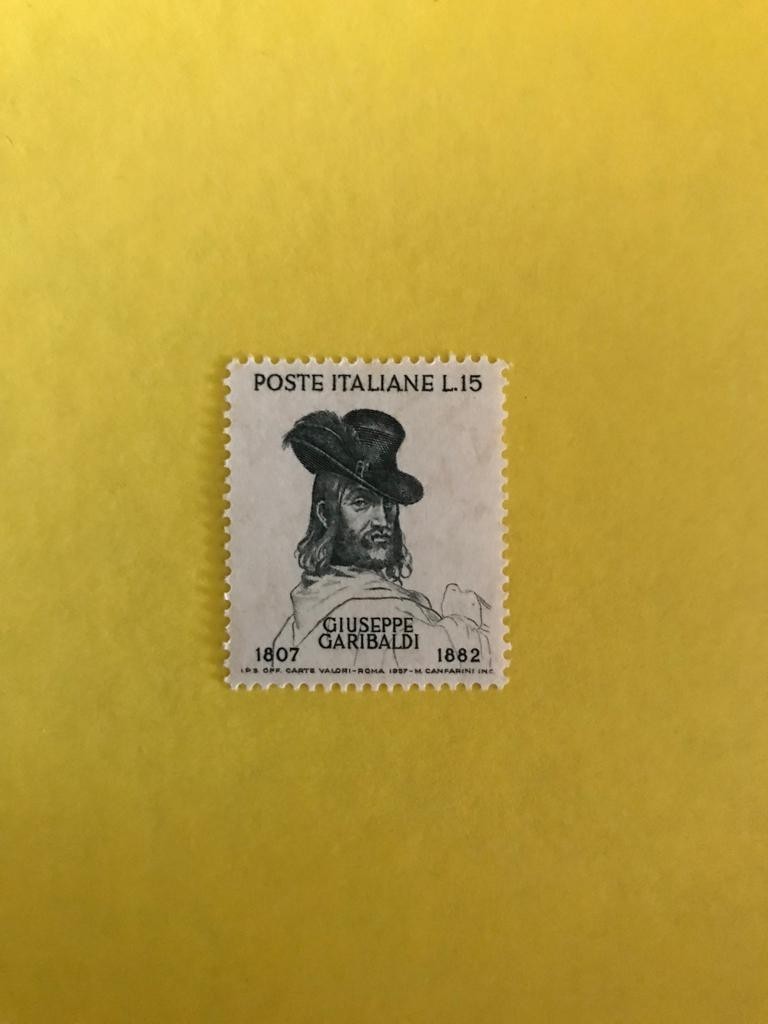 POSTE ITALIANE L.15
GIUSEPPE
GARIBALDI
1807 1882
I.P.S. OFF. CARTE VALORI-ROMA 1957-M. CANFARINI INC.